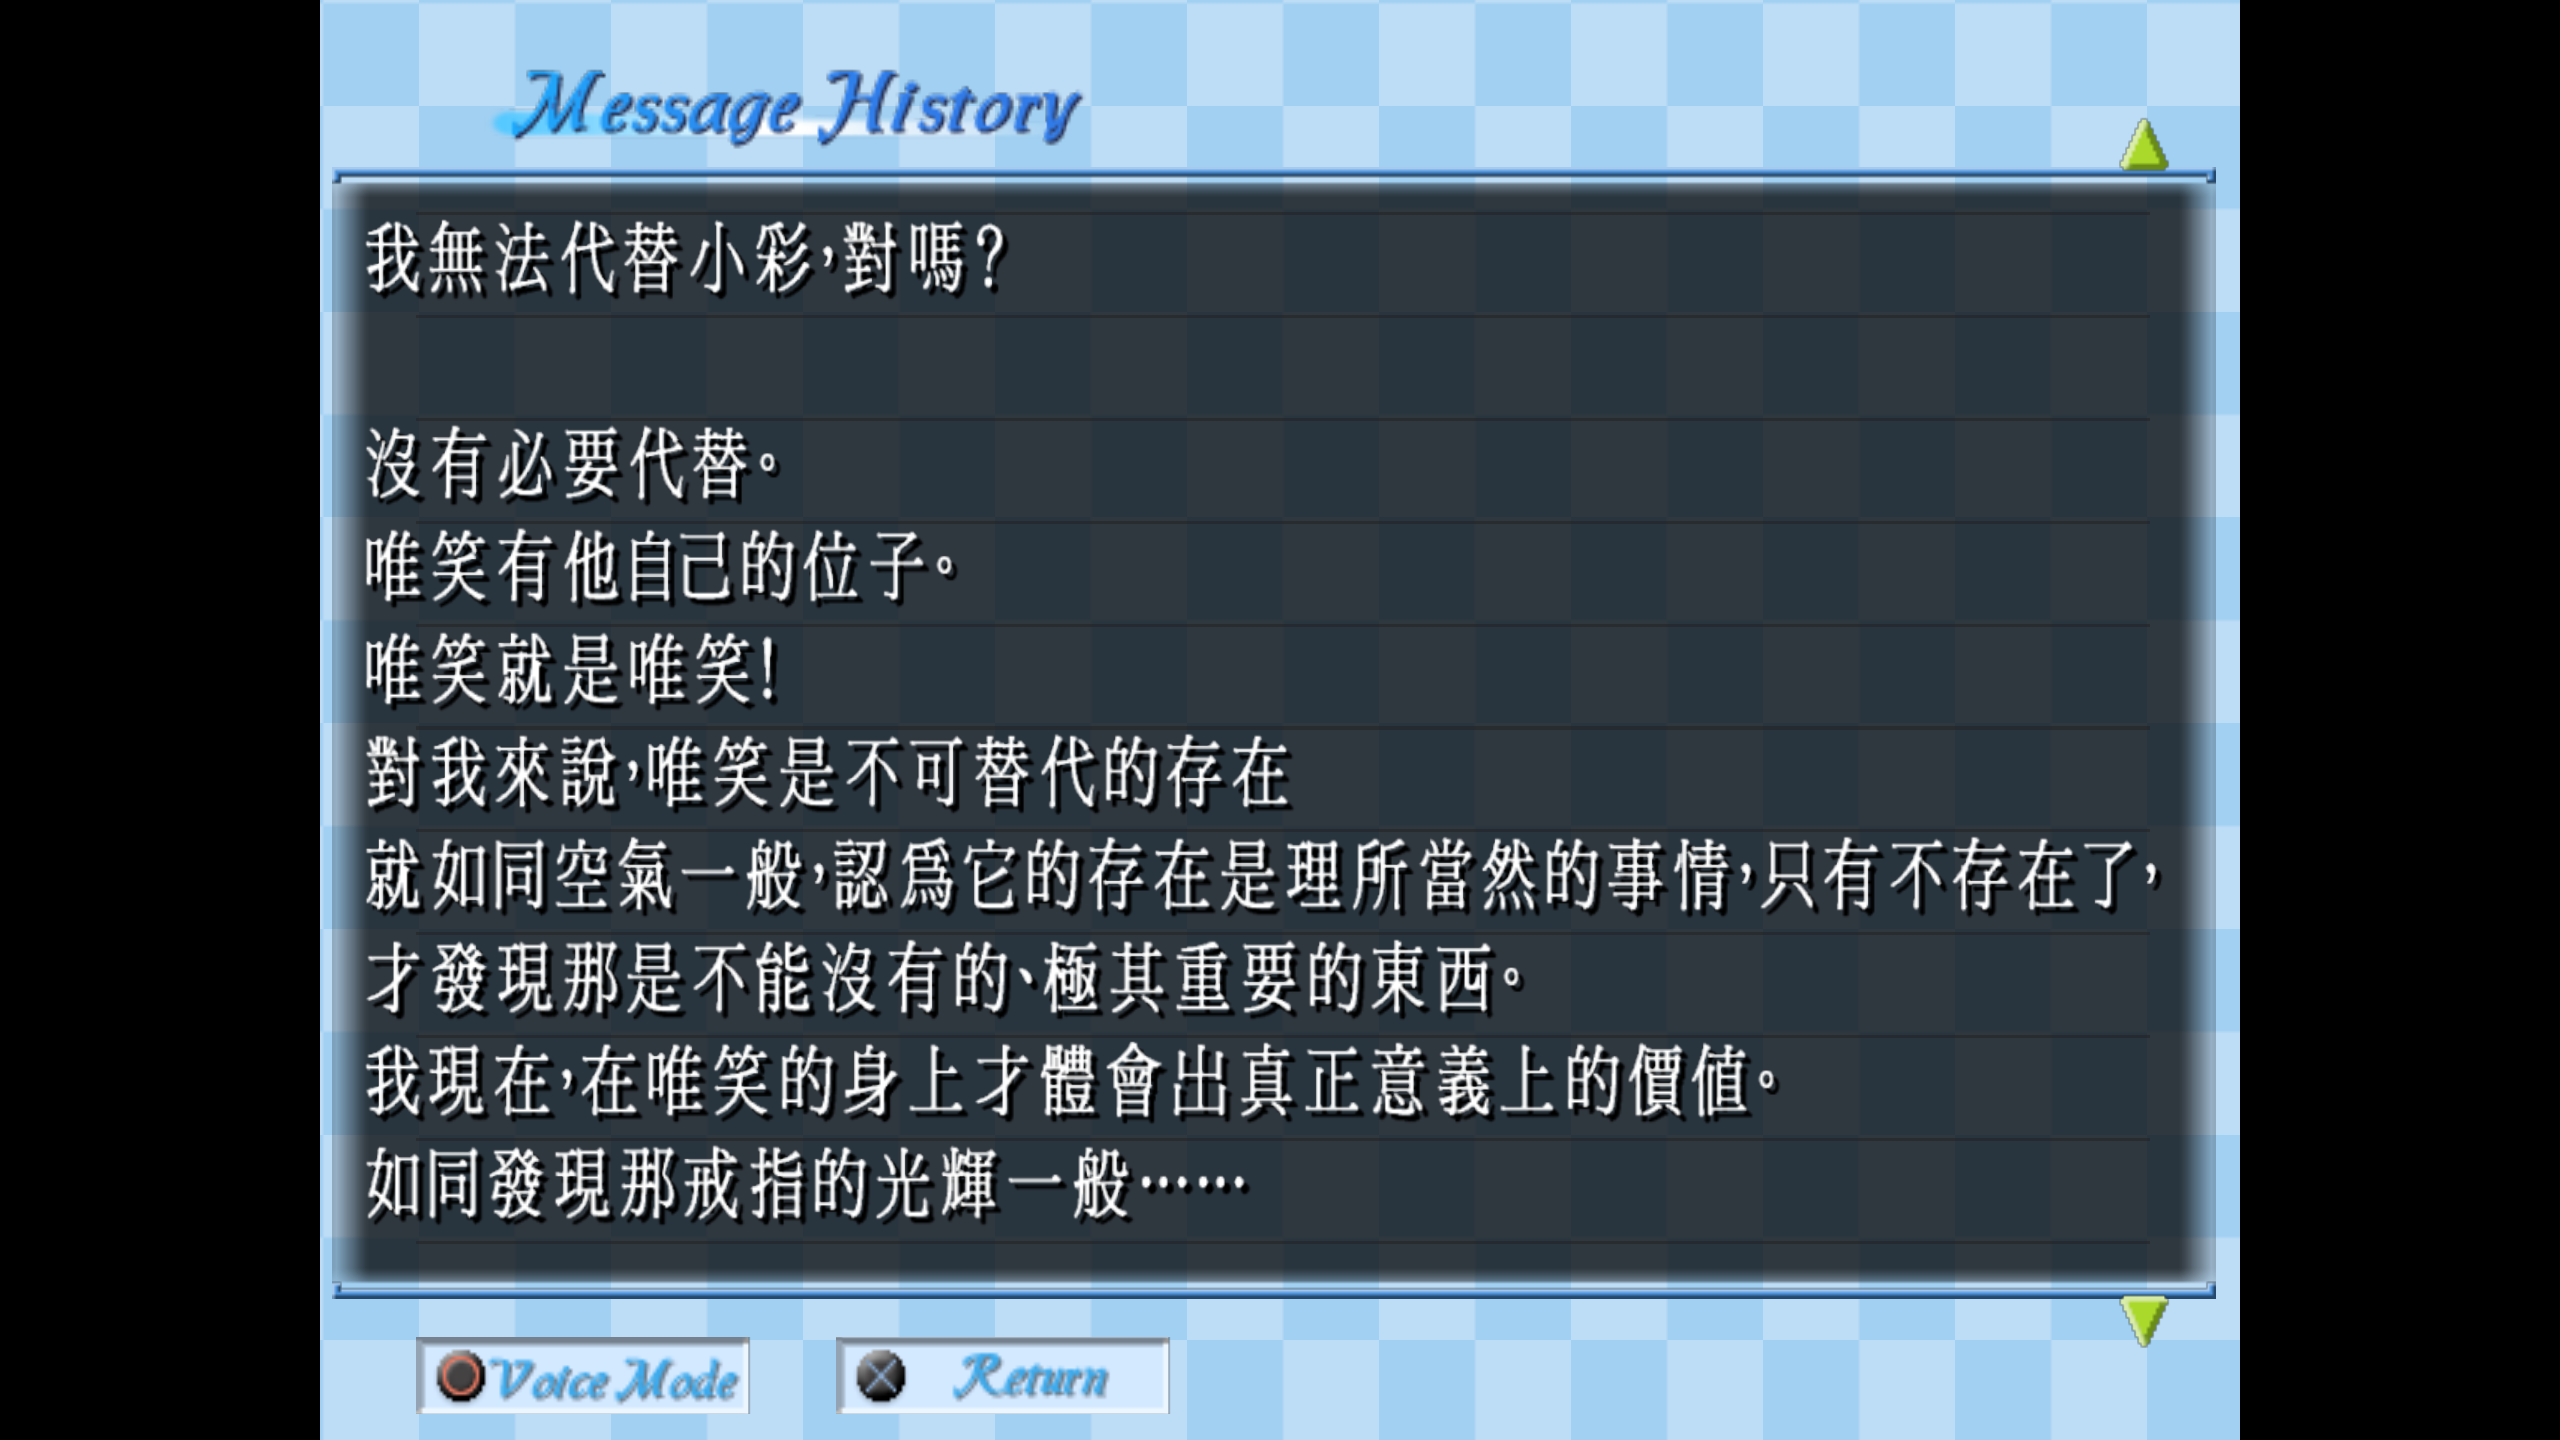 Message History
我無法代替小彩，對嗎？
沒有必要代替。
唯笑有他自己的位子。
唯笑就是唯笑！
對我來說，唯笑是不可替代的存在
就如同空氣一般，認爲它的存在是理所當然的事情，只有不存在了，
才發現那是不能沒有的、極其重要的東西。
我現在，在唯笑的身上才體會出真正意義上的價值。
如同發現那戒指的光輝一般……
Voice Mode
Return